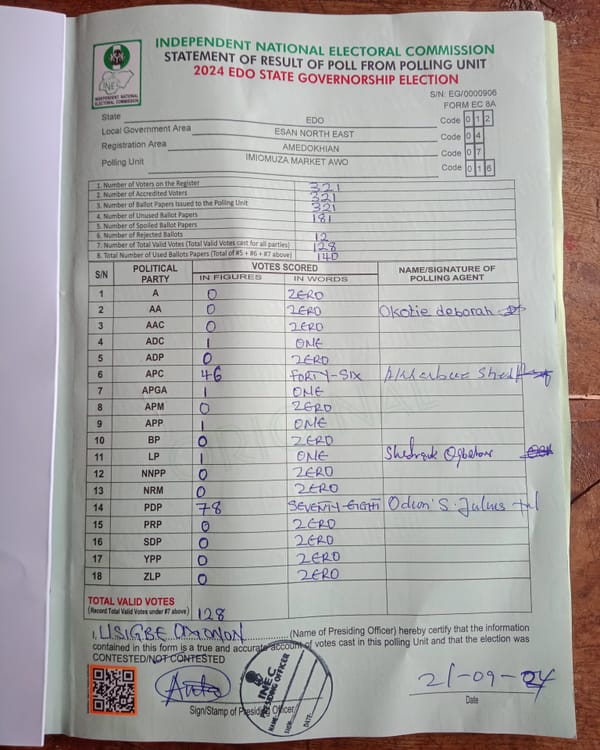 INDEPENDENT NATIONAL ELECTORAL COMMISSION
STATEMENT OF RESULT OF POLL FROM POLLING UNIT
2024 EDO STATE GOVERNORSHIP ELECTION
INEC
INDEPENDENT NATIONAL
ELECTORAL COMMISSION
S/N: EG/0000906
FORM EC 8A
State EDO Code 0 1 2
Local Government Area ESAN NORTH EAST Code 0 4
Registration Area AMEDOKHIAN Code 0 7
Polling Unit IMIOMUZA MARKET AWO Code 0 1 6
1. Number of Voters on the Register 321
2. Number of Accredited Voters 321
3. Number of Ballot Papers Issued to the Polling Unit 321
4. Number of Unused Ballot Papers 181
5. Number of Spoiled Ballot Papers
6. Number of Rejected Ballots 12
7. Number of Total Valid Votes (Total Valid Votes cast for all parties) 128
8. Total Number of Used Ballots Papers (Total of #5 + #6 + #7 above) 140
S/N POLITICAL PARTY VOTES SCORED NAME/SIGNATURE OF POLLING AGENT
IN FIGURES IN WORDS
1 A 0 ZERO
2 AA 0 ZERO Okotie deborah
3 AAC 0 ZERO
4 ADC 1 ONE
5 ADP 0 ZERO
6 APC 46 FORTY-SIX
7 APGA 1 ONE
8 APM 0 ZERO
9 APP 1 ONE
10 BP 0 ZERO
11 LP 1 ONE
12 NNPP 0 ZERO
13 NRM 0 ZERO
14 PDP 78 SEVENTY-EIGHT Odion S. Julius
15 PRP 0 ZERO
16 SDP 0 ZERO
17 YPP 0 ZERO
18 ZLP 0 ZERO
TOTAL VALID VOTES
(Record Total Valid Votes under #7 above) 128
I, USIGBE (Name of Presiding Officer) hereby certify that the information
contained in this form is a true and accurate account of votes cast in this polling Unit and that the election was
CONTESTED/NOT CONTESTED
INEC
PRESIDING OFFICER
NAME:
SIGN:
DATE:
21-09-24
Sign/Stamp of Presiding Officer
Date